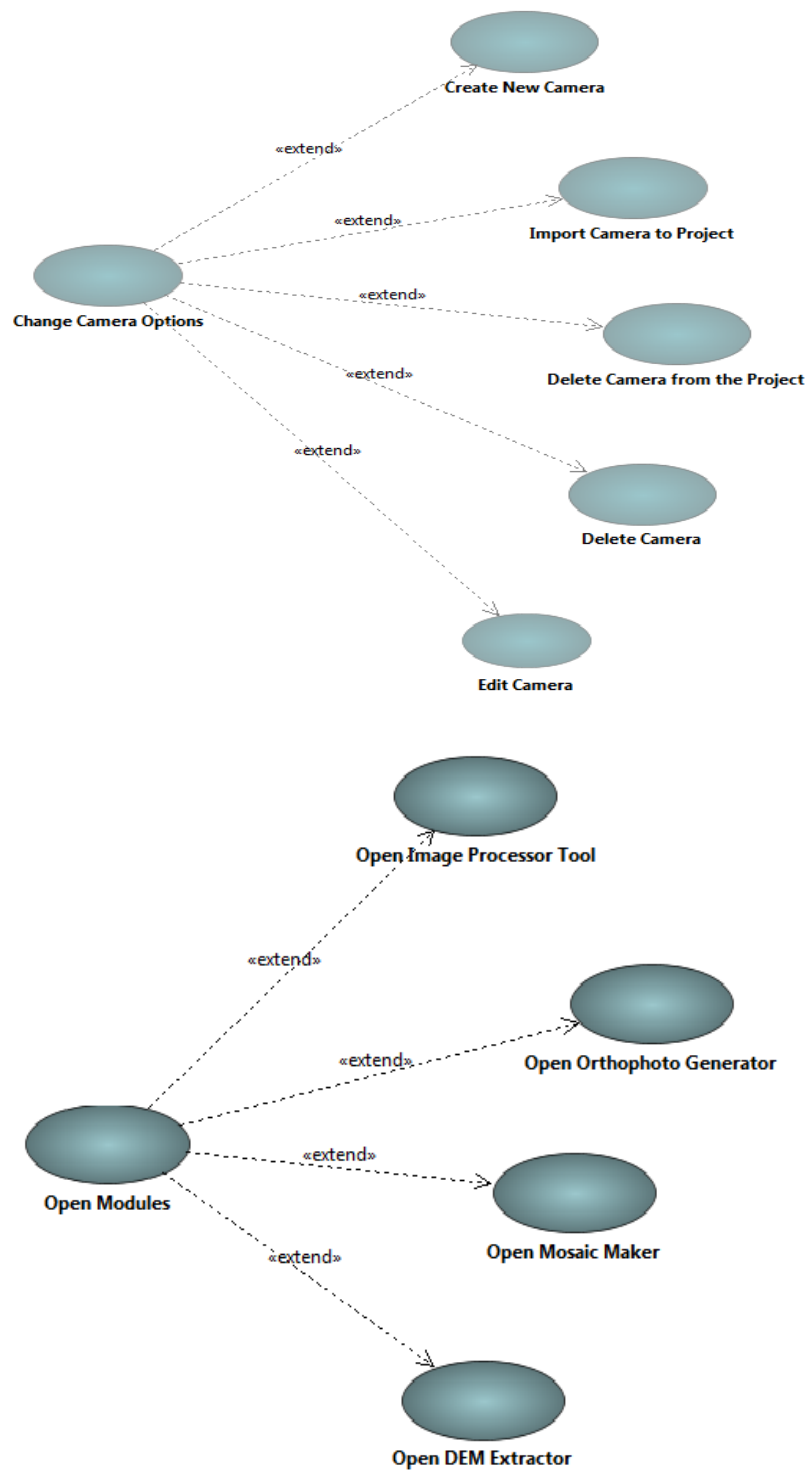 Create New Camera
«extend»
Import Camera to Project
«extend»
Change Camera Options
«extend»
Delete Camera from the Project
«extend»
«extend»
Delete Camera
Edit Camera
Open Image Processor Tool
«extend»
Open Orthophoto Generator
«extend»
Open Modules
«extend»
Open Mosaic Maker
«extend»
Open DEM Extractor